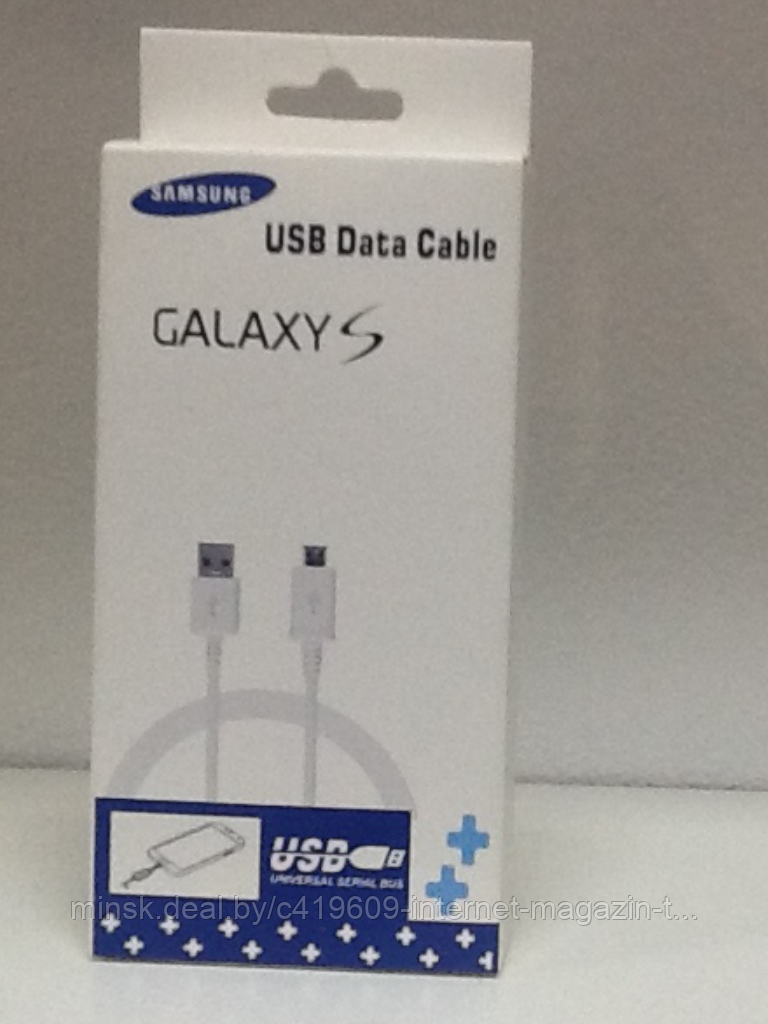 SAMSUNG
USB Data Cable
GALAXY S
USB
UNIVERSAL SERIAL BUS
minsk.deal.by/c419609-internet-magazin-t...